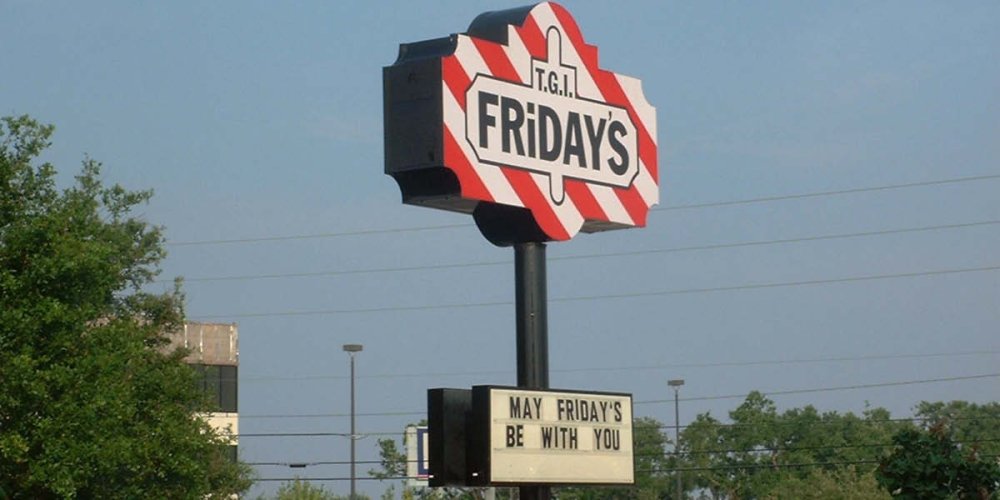 T.G.I.
FRiDAY'S
MAY FRIDAY'S
BE WITH YOU